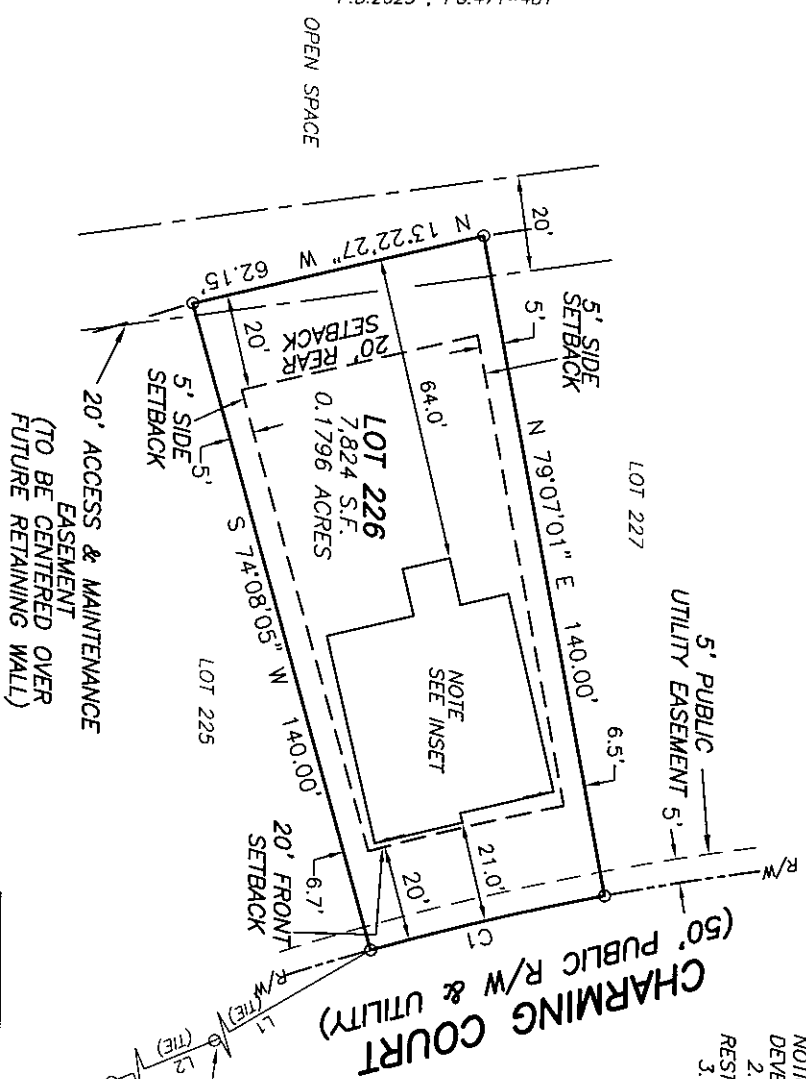 OPEN SPACE
20'
N 13°22'27" W 62.15'
5' SIDE
SETBACK
5'
20' REAR
SETBACK
20'
64.0'
LOT 226
7,824 S.F.
0.1796 ACRES
N 79°07'01" E 140.00'
LOT 227
5' PUBLIC
UTILITY EASEMENT
5'
6.5'
R/W
5' SIDE
SETBACK
5'
S 74°08'05" W 140.00'
LOT 225
20' ACCESS & MAINTENANCE
EASEMENT
(TO BE CENTERED OVER
FUTURE RETAINING WALL)
NOTE
SEE INSET
21.0'
20'
20' FRONT
SETBACK
6.7'
C1
R/W
CHARMING COURT
(50' PUBLIC R/W & UTILITY)
L1
(TIE)
L2
(TIE)
2.
3.